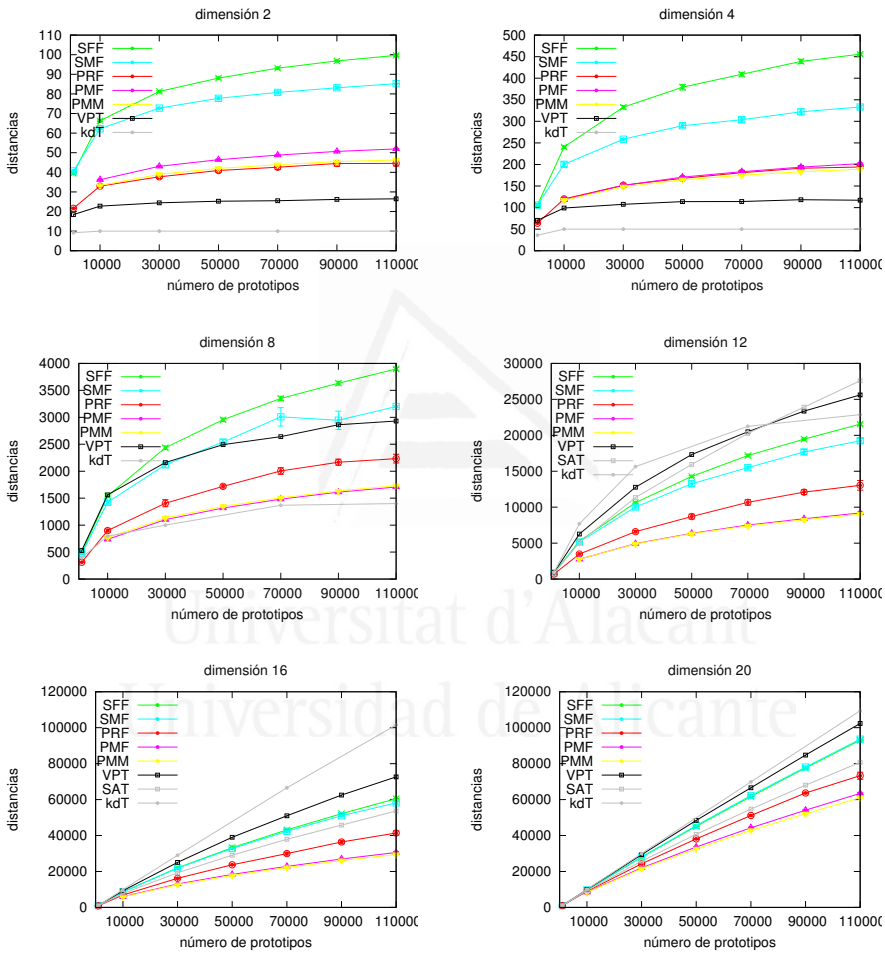 dimensión 2
distancias
110
100
90
80
70
60
50
40
30
20
10
0
SFF
SMF
PRF
PMF
PMM
VPT
kdT
10000 30000 50000 70000 90000 110000
número de prototipos
dimensión 4
distancias
500
450
400
350
300
250
200
150
100
50
0
SFF
SMF
PRF
PMF
PMM
VPT
kdT
10000 30000 50000 70000 90000 110000
número de prototipos
dimensión 8
distancias
4000
3500
3000
2500
2000
1500
1000
500
0
SFF
SMF
PRF
PMF
PMM
VPT
kdT
10000 30000 50000 70000 90000 110000
número de prototipos
dimensión 12
distancias
30000
25000
20000
15000
10000
5000
0
SFF
SMF
PRF
PMF
PMM
VPT
SAT
kdT
10000 30000 50000 70000 90000 110000
número de prototipos
Universitat d'Alacant
Universidad de Alicante
dimensión 16
distancias
120000
100000
80000
60000
40000
20000
0
SFF
SMF
PRF
PMF
PMM
VPT
SAT
kdT
10000 30000 50000 70000 90000 110000
número de prototipos
dimensión 20
distancias
120000
100000
80000
60000
40000
20000
0
SFF
SMF
PRF
PMF
PMM
VPT
SAT
kdT
10000 30000 50000 70000 90000 110000
número de prototipos